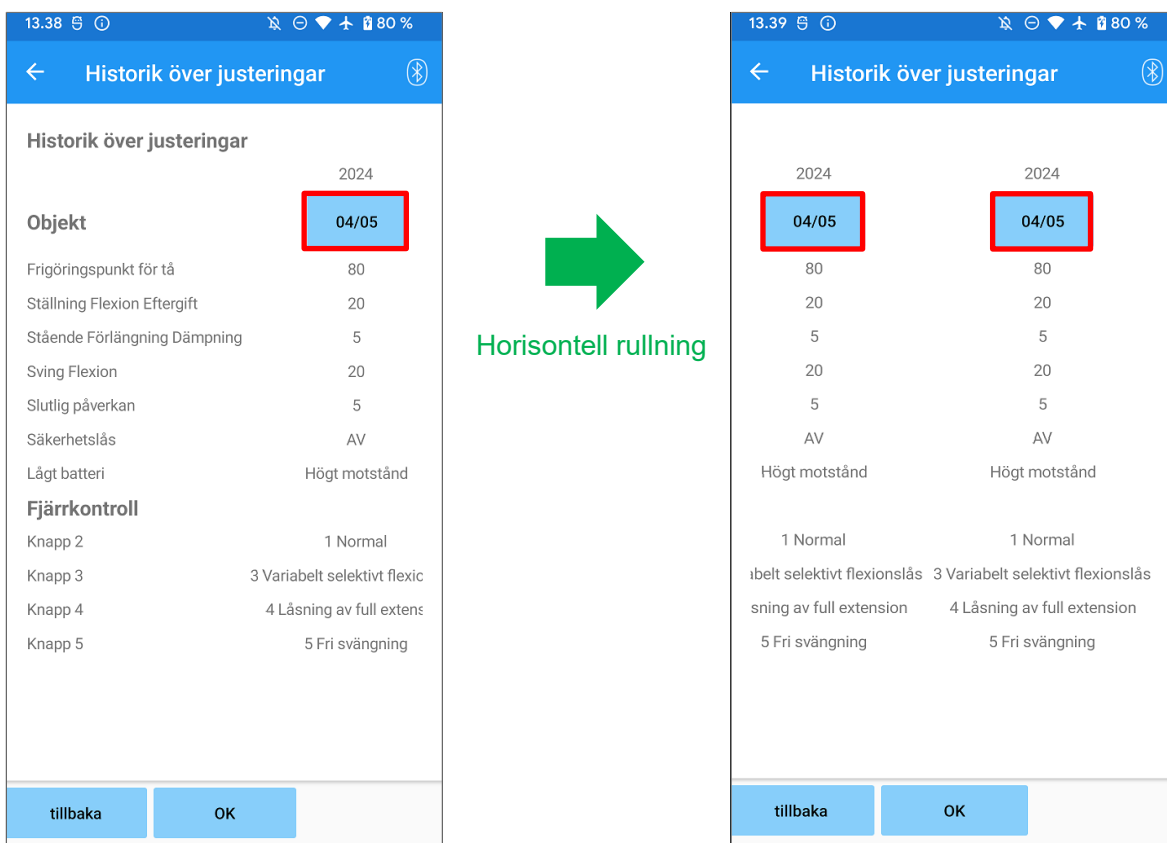 13.38 80 %
Historik över justeringar
Historik över justeringar
2024
Objekt 04/05
Frigöringspunkt för tå 80
Ställning Flexion Eftergift 20
Stående Förlängning Dämpning 5
Sving Flexion 20
Slutlig påverkan 5
Säkerhetslås AV
Lågt batteri Högt motstånd
Fjärrkontroll
Knapp 2 1 Normal
Knapp 3 3 Variabelt selektivt flexic
Knapp 4 4 Låsning av full extens
Knapp 5 5 Fri svängning
tillbaka OK
Horisontell rullning
13.39 80 %
Historik över justeringar
2024 2024
04/05 04/05
80 80
20 20
5 5
20 20
5 5
AV AV
Högt motstånd Högt motstånd
1 Normal 1 Normal
abelt selektivt flexionslås 3 Variabelt selektivt flexionslås
sning av full extension 4 Låsning av full extension
5 Fri svängning 5 Fri svängning
tillbaka OK